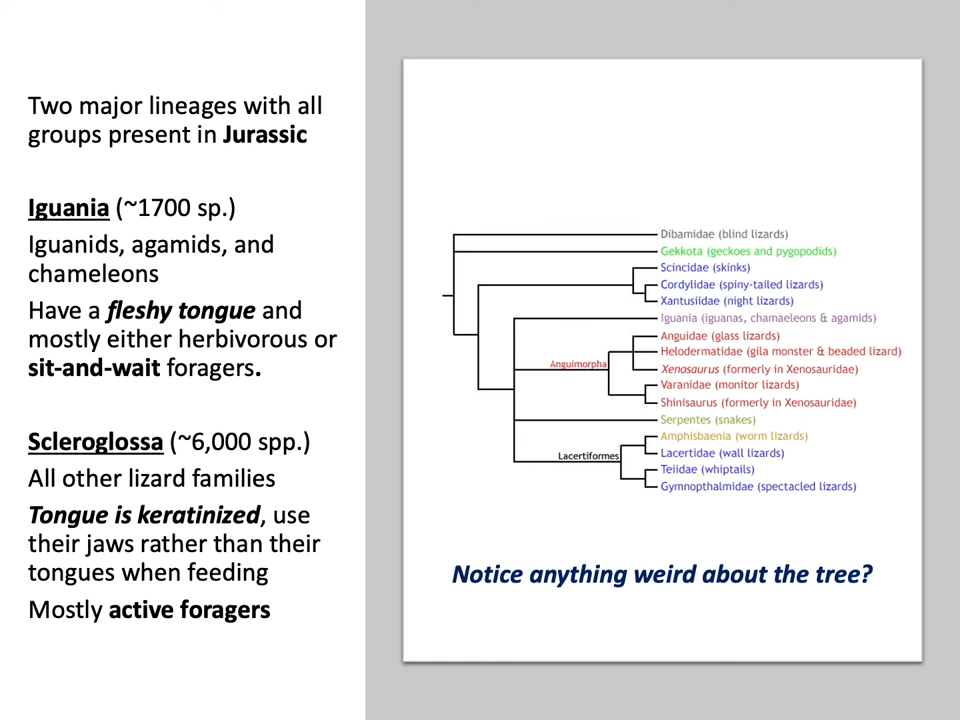 Two major lineages with all
groups present in Jurassic
Iguania (~1700 sp.)
Iguanids, agamids, and
chameleons
Have a fleshy tongue and
mostly either herbivorous or
sit-and-wait foragers.
Scleroglossa (~6,000 spp.)
All other lizard families
Tongue is keratinized, use
their jaws rather than their
tongues when feeding
Mostly active foragers
Dibamidae (blind lizards)
Gekkota (geckoes and pygopodids)
Scincidae (skinks)
Cordylidae (spiny-tailed lizards)
Xantusiidae (night lizards)
Iguania (iguanas, chamaeleons & agamids)
Anguidae (glass lizards)
Helodermatidae (gila monster & beaded lizard)
Anguimorpha
Xenosaurus (formerly in Xenosauridae)
Varanidae (monitor lizards)
Shinisaurus (formerly in Xenosauridae)
Serpentes (snakes)
Amphisbaenia (worm lizards)
Lacertiformes
Lacertidae (wall lizards)
Teiidae (whiptails)
Gymnopthalmidae (spectacled lizards)
Notice anything weird about the tree?